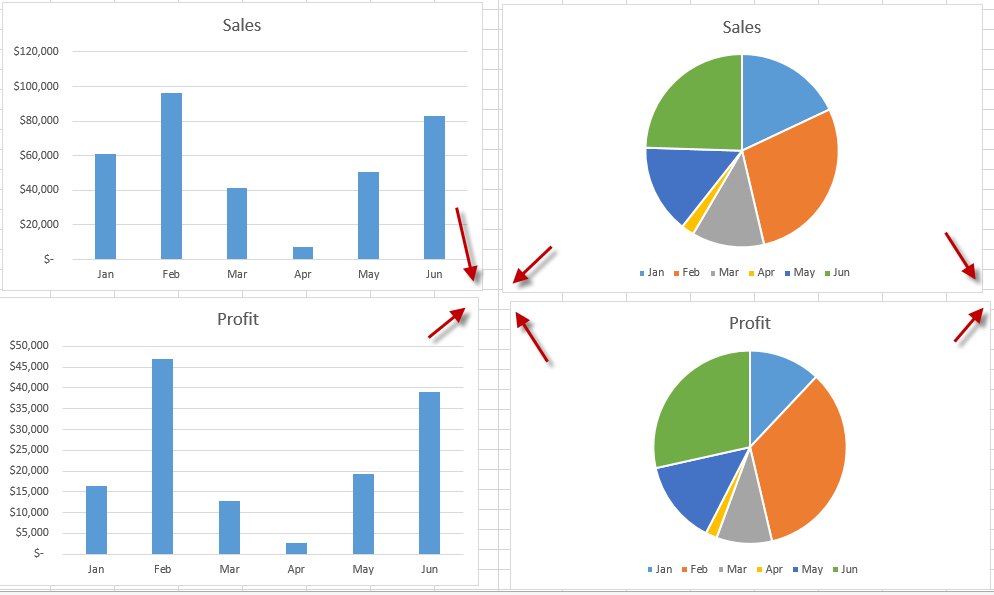 Sales
$120,000
$100,000
$80,000
$60,000
$40,000
$20,000
$-
Jan Feb Mar Apr May Jun
Sales
Jan Feb Mar Apr May Jun
Profit
$50,000
$45,000
$40,000
$35,000
$30,000
$25,000
$20,000
$15,000
$10,000
$5,000
$-
Jan Feb Mar Apr May Jun
Profit
Jan Feb Mar Apr May Jun